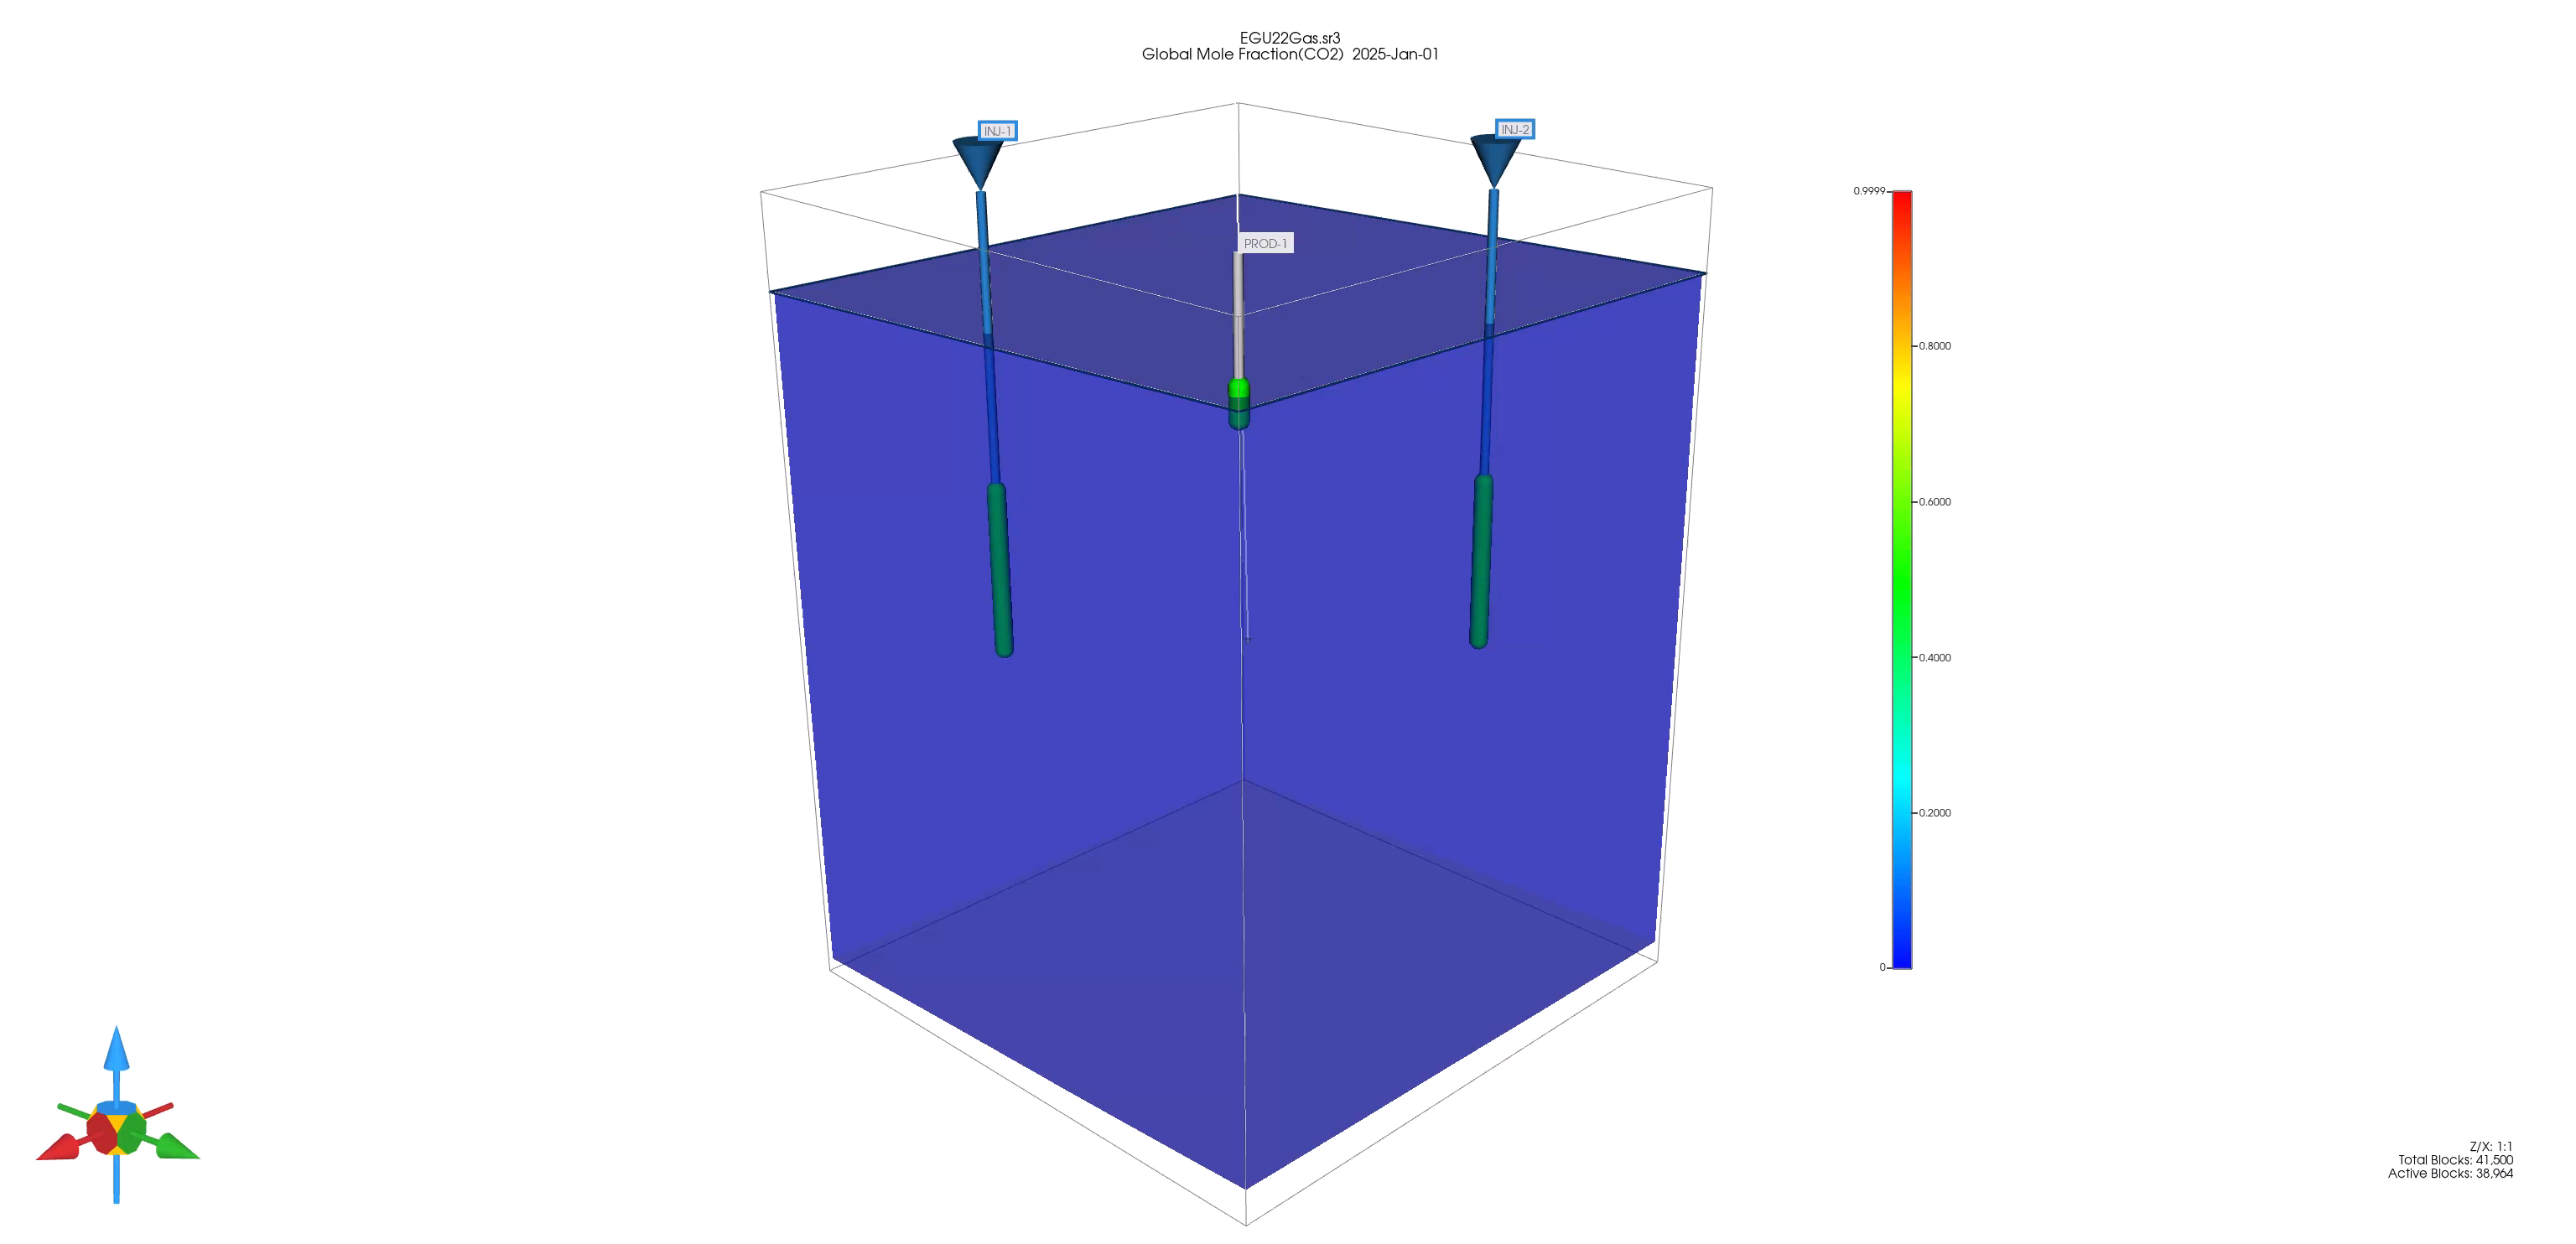 EGU22Gas.sr3
Global Mole Fraction(CO2) 2025-Jan-01
INJ-1
INJ-2
PROD-1
0.9999
0.8000
0.6000
0.4000
0.2000
0
Z/X: 1:1
Total Blocks: 41,500
Active Blocks: 38,964